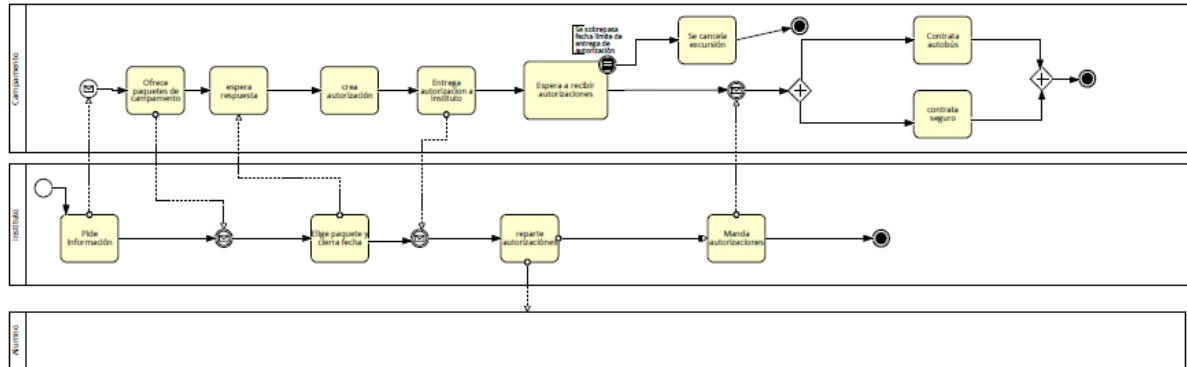 Campamento
Se sobrepasa
fecha límite de
entrega de
autorización
Se cancela
excursión
Contrata
autobús
Ofrece
paquetes de
campamento
espera
respuesta
crea
autorización
Entrega
autorizacion a
instituto
Espera a recibir
autorizaciones
contrata
seguro
Instituto
PIde
información
Elige paquete y
cierra fecha
reparte
autorizaciónes
Manda
autorizaciones
Alumno